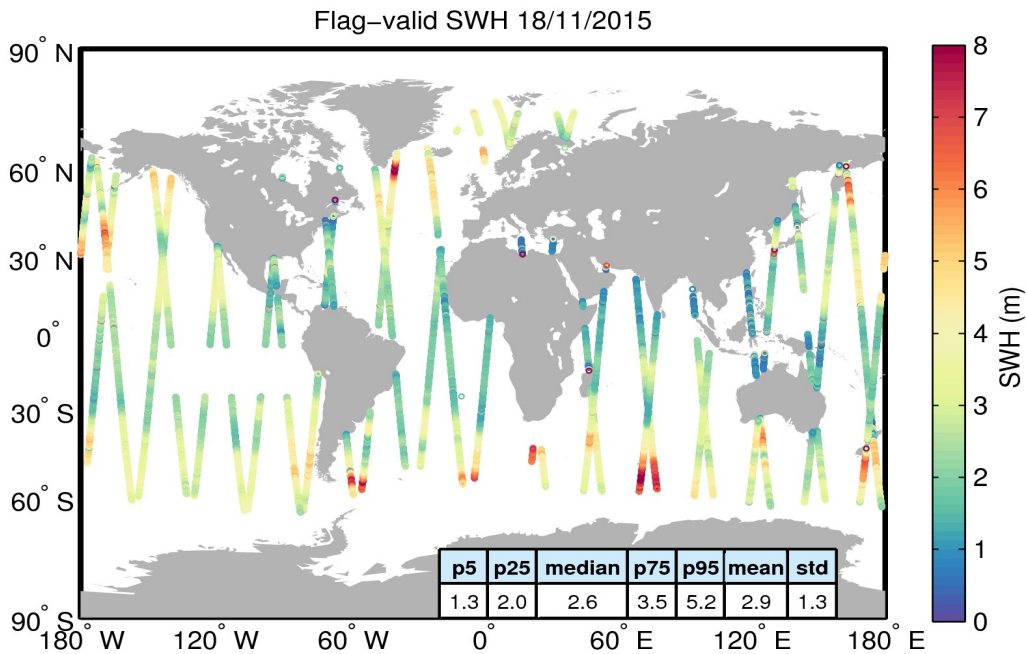 Flag−valid SWH 18/11/2015
90° N
60° N
30° N
0°
30° S
60° S
90° S
180° W
120° W
60° W
0°
60° E
120° E
180° E
p5 p25 median p75 p95 mean std
1.3 2.0 2.6 3.5 5.2 2.9 1.3
8
7
6
5
4
3
2
1
0
SWH (m)